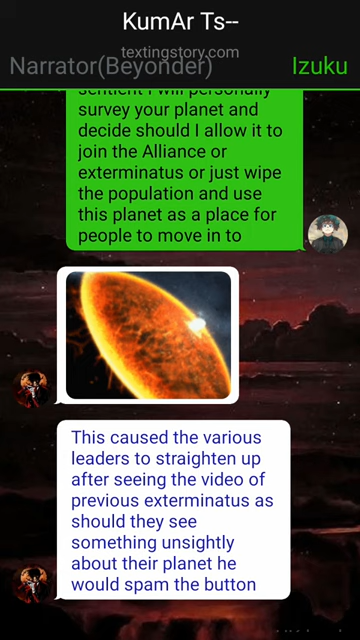 KumAr Ts--
textingstory.com
Narrator(Beyonder)
Izuku
sentient I will personally
survey your planet and
decide should I allow it to
join the Alliance or
exterminatus or just wipe
the population and use
this planet as a place for
people to move in to
This caused the various
leaders to straighten up
after seeing the video of
previous exterminatus as
should they see
something unsightly
about their planet he
would spam the button